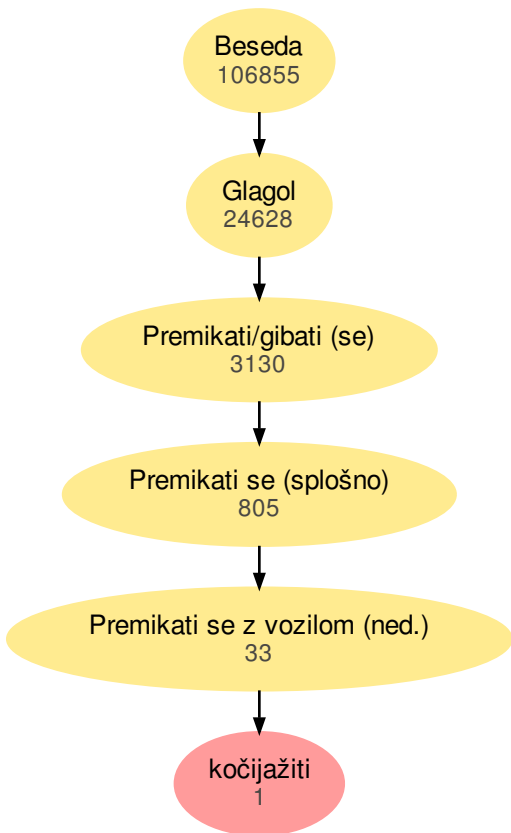 Beseda
106855
Glagol
24628
Premikati/gibati (se)
3130
Premikati se (splošno)
805
Premikati se z vozilom (ned.)
33
kočijažiti
1